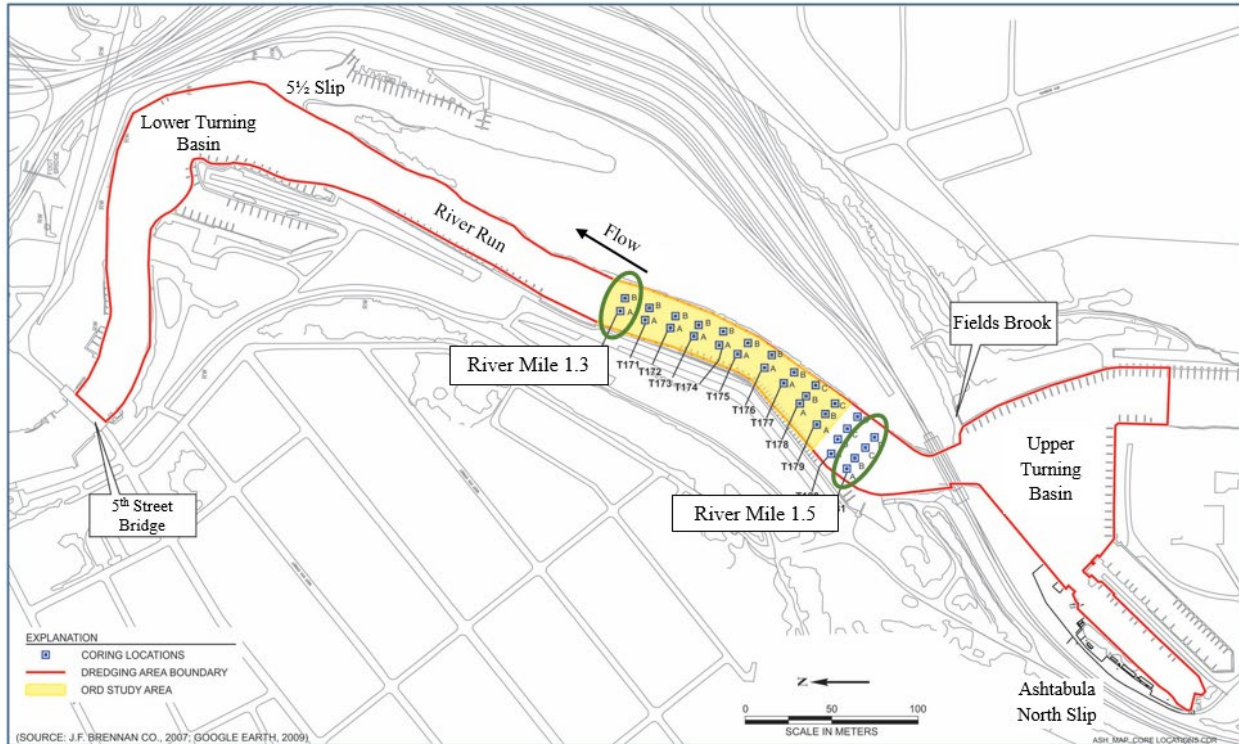 5½ Slip
Lower Turning
Basin
River Run
Flow
Fields Brook
B
A
B
A
B
A
B
A
B
A
B
A
B
A
B
A
C
B
A
C
B
A
C
C
A
B
C
River Mile 1.3
T171
T172
T173
T174
T175
T176
T177
T178
T179
River Mile 1.5
Upper
Turning
Basin
5th Street
Bridge
EXPLANATION
CORING LOCATIONS
DREDGING AREA BOUNDARY
ORD STUDY AREA
N
0 50 100
SCALE IN METERS
Ashtabula
North Slip
(SOURCE: J.F. BRENNAN CO., 2007; GOOGLE EARTH, 2009)
ASH_MAP_CORE LOCATIONS.CDR